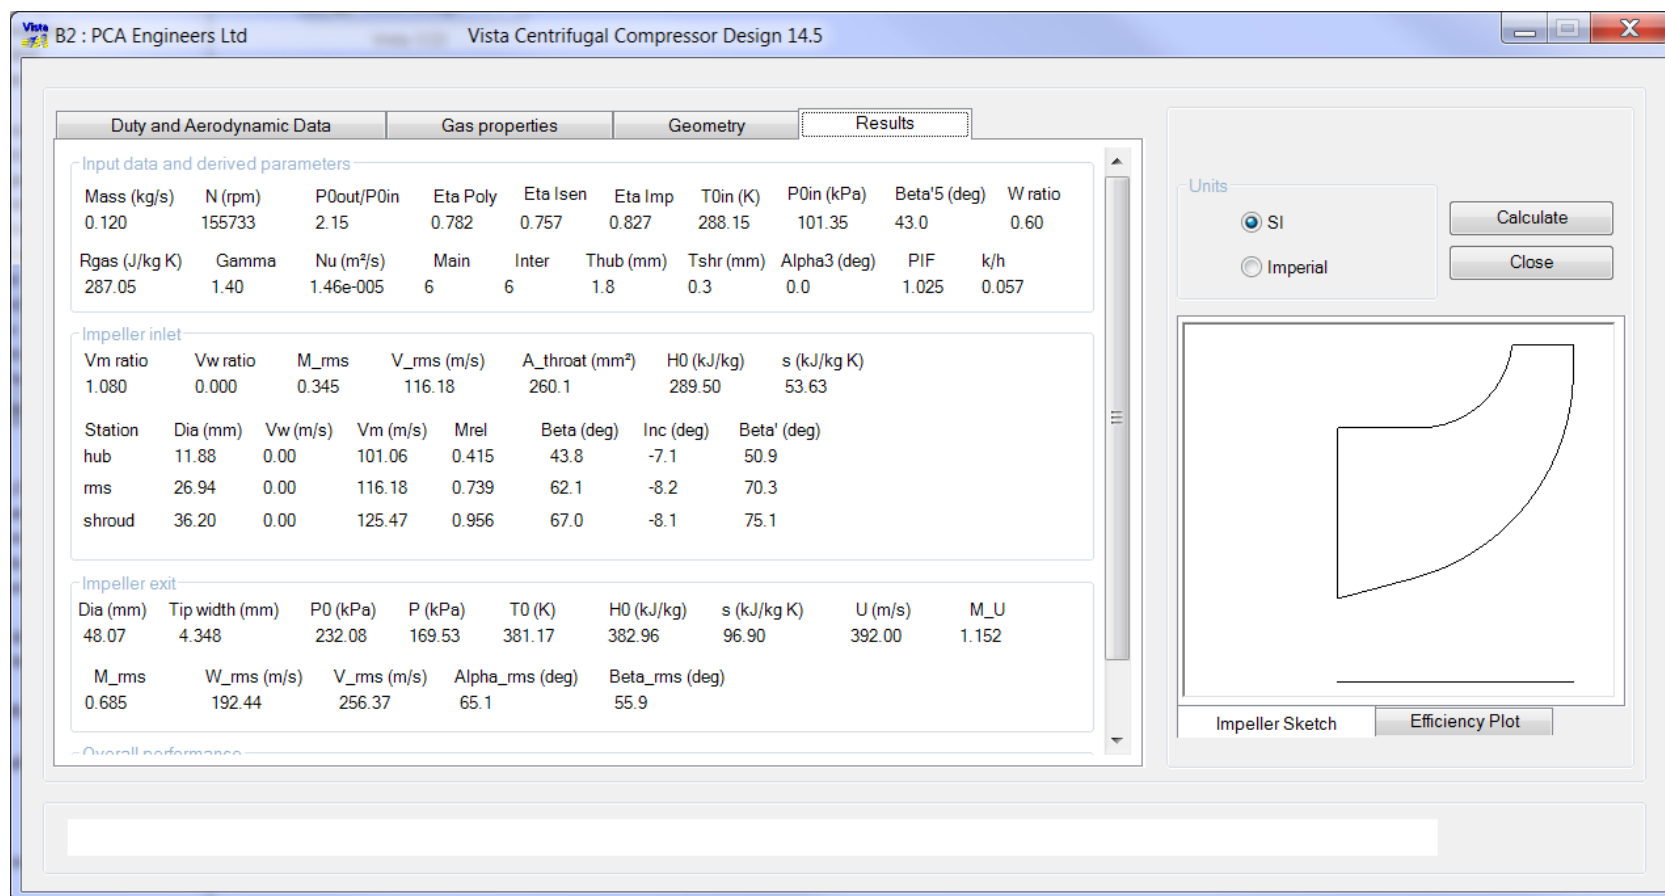 Vista B2 : PCA Engineers Ltd Vista Centrifugal Compressor Design 14.5
Duty and Aerodynamic Data Gas properties Geometry Results
Input data and derived parameters
Mass (kg/s) N (rpm) P0out/P0in Eta Poly Eta Isen Eta Imp T0in (K) P0in (kPa) Beta'5 (deg) W ratio
0.120 155733 2.15 0.782 0.757 0.827 288.15 101.35 43.0 0.60
Rgas (J/kg K) Gamma Nu (m²/s) Main Inter Thub (mm) Tshr (mm) Alpha3 (deg) PIF k/h
287.05 1.40 1.46e-005 6 6 1.8 0.3 0.0 1.025 0.057
Impeller inlet
Vm ratio Vw ratio M_rms V_rms (m/s) A_throat (mm²) H0 (kJ/kg) s (kJ/kg K)
1.080 0.000 0.345 116.18 260.1 289.50 53.63
Station Dia (mm) Vw (m/s) Vm (m/s) Mrel Beta (deg) Inc (deg) Beta' (deg)
hub 11.88 0.00 101.06 0.415 43.8 -7.1 50.9
rms 26.94 0.00 116.18 0.739 62.1 -8.2 70.3
shroud 36.20 0.00 125.47 0.956 67.0 -8.1 75.1
Impeller exit
Dia (mm) Tip width (mm) P0 (kPa) P (kPa) T0 (K) H0 (kJ/kg) s (kJ/kg K) U (m/s) M_U
48.07 4.348 232.08 169.53 381.17 382.96 96.90 392.00 1.152
M_rms W_rms (m/s) V_rms (m/s) Alpha_rms (deg) Beta_rms (deg)
0.685 192.44 256.37 65.1 55.9
Overall performance
Units
SI
Imperial
Calculate
Close
Impeller Sketch Efficiency Plot